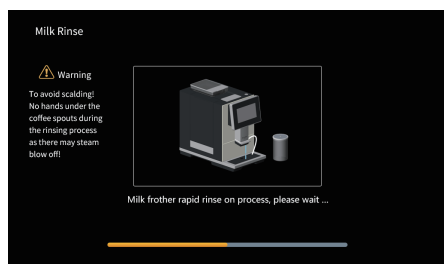 Milk Rinse
Warning
To avoid scalding!
No hands under the
coffee spouts during
the rinsing process
as there may steam
blow off!
Milk frother rapid rinse on process, please wait ...